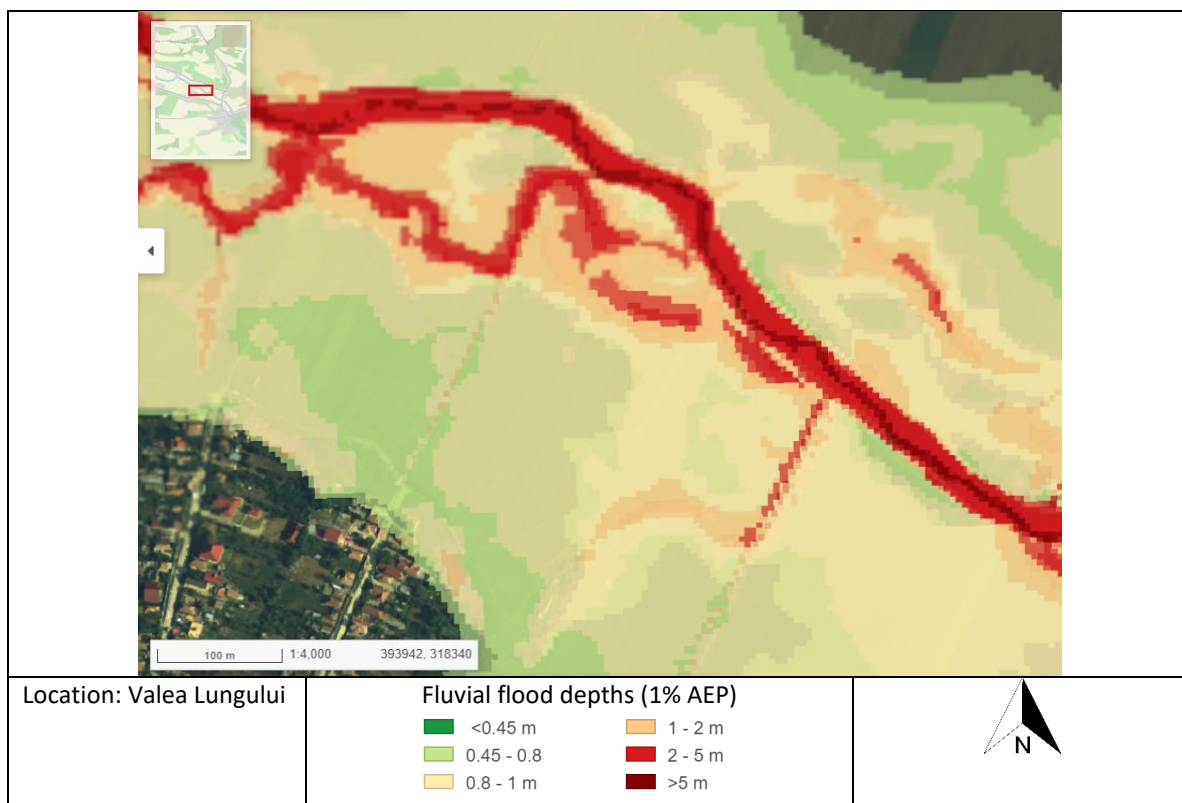 100 m
1:4,000
393942, 318340
Location: Valea Lungului
Fluvial flood depths (1% AEP)
<0.45 m
1 - 2 m
0.45 - 0.8
2 - 5 m
0.8 - 1 m
>5 m
N